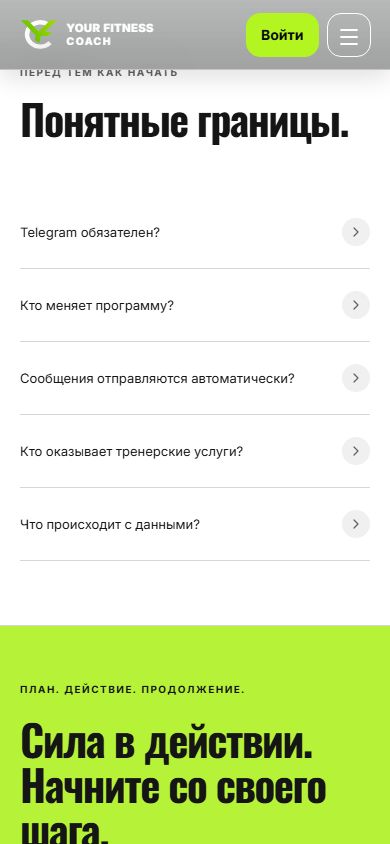 YOUR FITNESS
COACH
Войти
ПЕРЕД ТЕМ КАК НАЧАТЬ
Понятные границы.
Telegram обязателен?
Кто меняет программу?
Сообщения отправляются автоматически?
Кто оказывает тренерские услуги?
Что происходит с данными?
ПЛАН. ДЕЙСТВИЕ. ПРОДОЛЖЕНИЕ.
Сила в действии.
Начните со своего
шага.